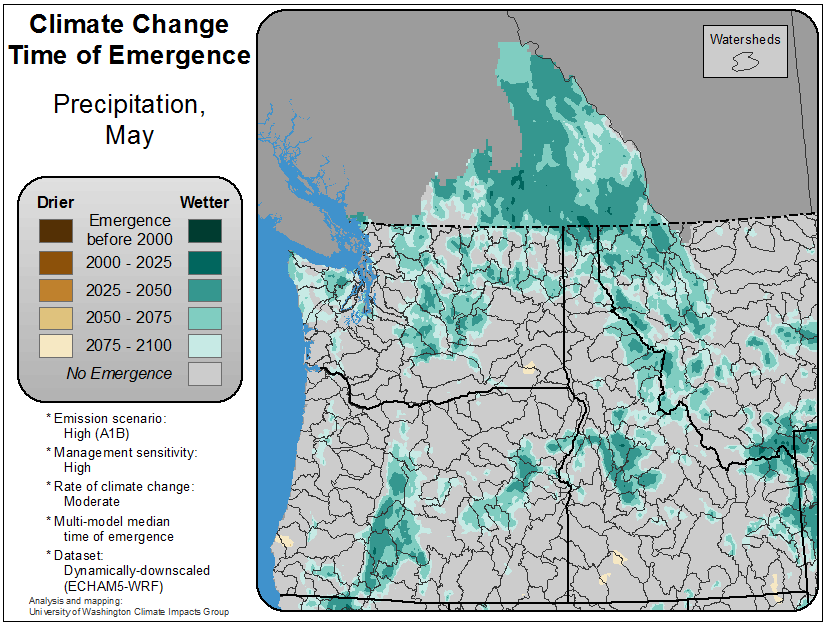 Climate Change
Time of Emergence
Precipitation,
May
Drier
Wetter
Emergence
before 2000
2000 - 2025
2025 - 2050
2050 - 2075
2075 - 2100
No Emergence
* Emission scenario:
High (A1B)
* Management sensitivity:
High
* Rate of climate change:
Moderate
* Multi-model median
time of emergence
* Dataset:
Dynamically-downscaled
(ECHAM5-WRF)
Analysis and mapping:
University of Washington Climate Impacts Group
Watersheds